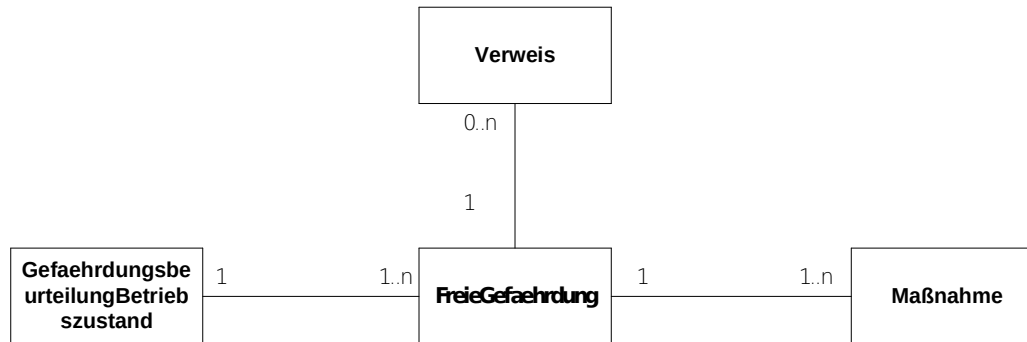 Verweis
0..n
1
Gefaehrdungsbe
urteilungBetrieb
szustand
1
1..n
FreieGefaehrdung
1
1..n
Maßnahme